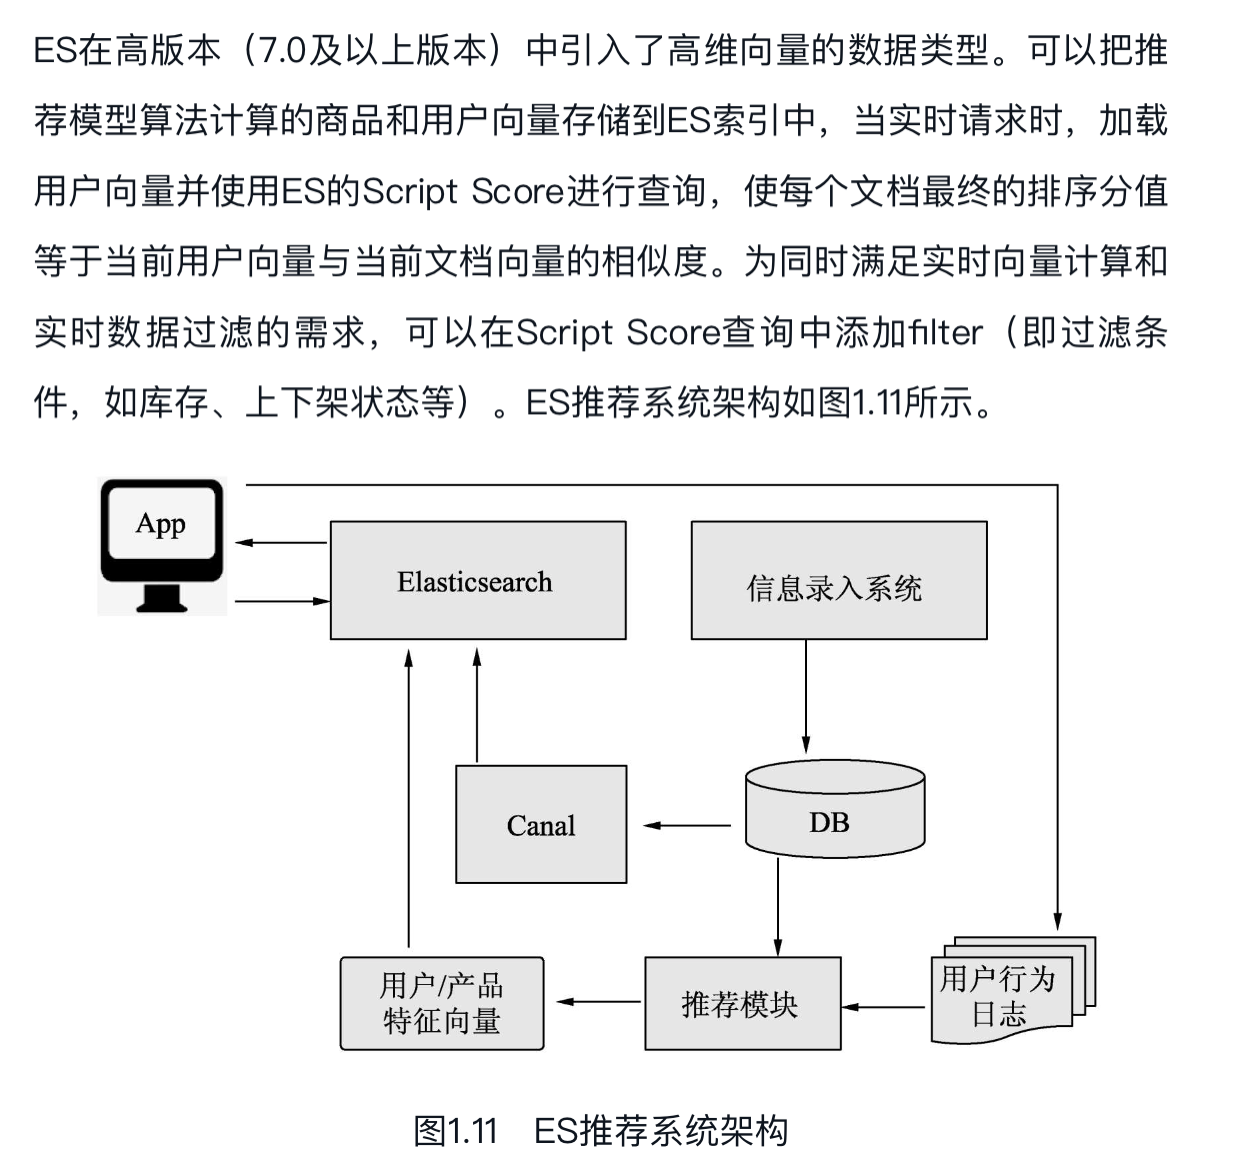 ES在高版本（7.0及以上版本）中引入了高维向量的数据类型。可以把推
荐模型算法计算的商品和用户向量存储到ES索引中，当实时请求时，加载
用户向量并使用ES的Script Score进行查询，使每个文档最终的排序分值
等于当前用户向量与当前文档向量的相似度。为同时满足实时向量计算和
实时数据过滤的需求，可以在Script Score查询中添加filter（即过滤条
件，如库存、上下架状态等）。ES推荐系统架构如图1.11所示。
App
Elasticsearch
信息录入系统
Canal
DB
用户/产品
特征向量
推荐模块
用户行为
日志
图1.11　ES推荐系统架构